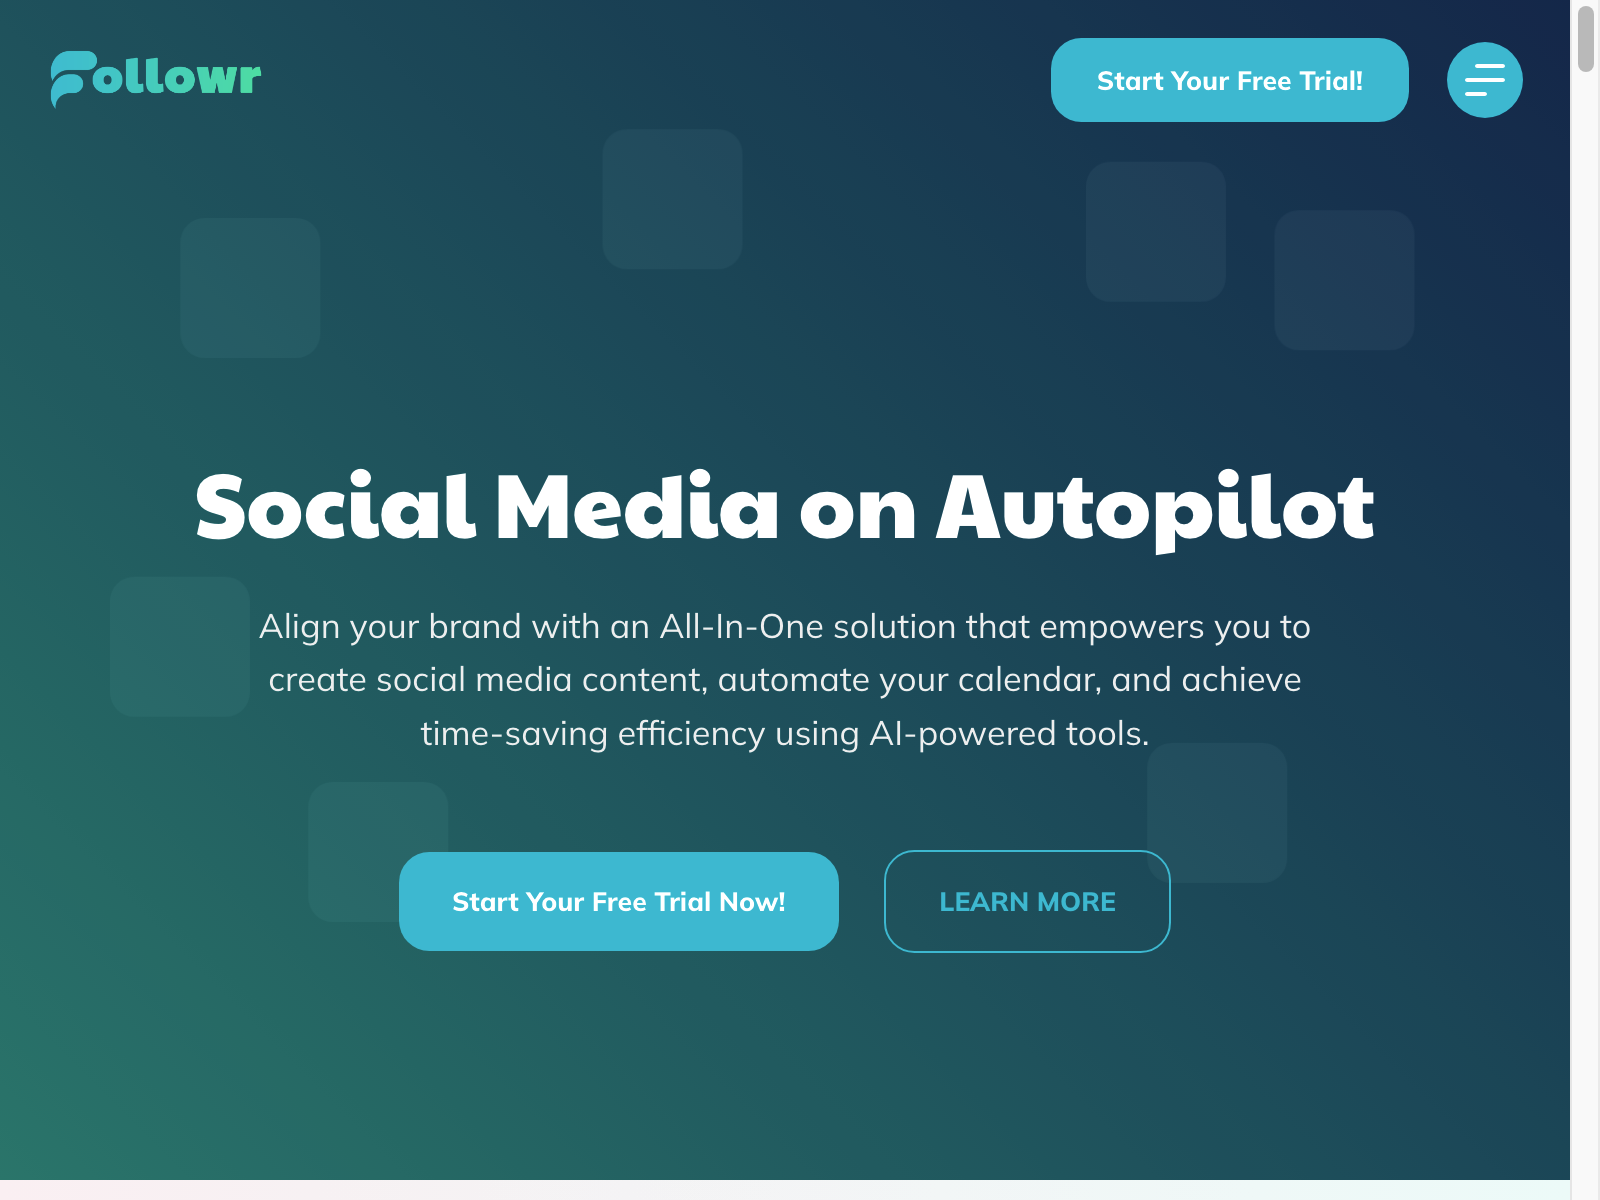 Followr
Start Your Free Trial!
Social Media on Autopilot
Align your brand with an All-In-One solution that empowers you to
create social media content, automate your calendar, and achieve
time-saving efficiency using AI-powered tools.
Start Your Free Trial Now!
LEARN MORE